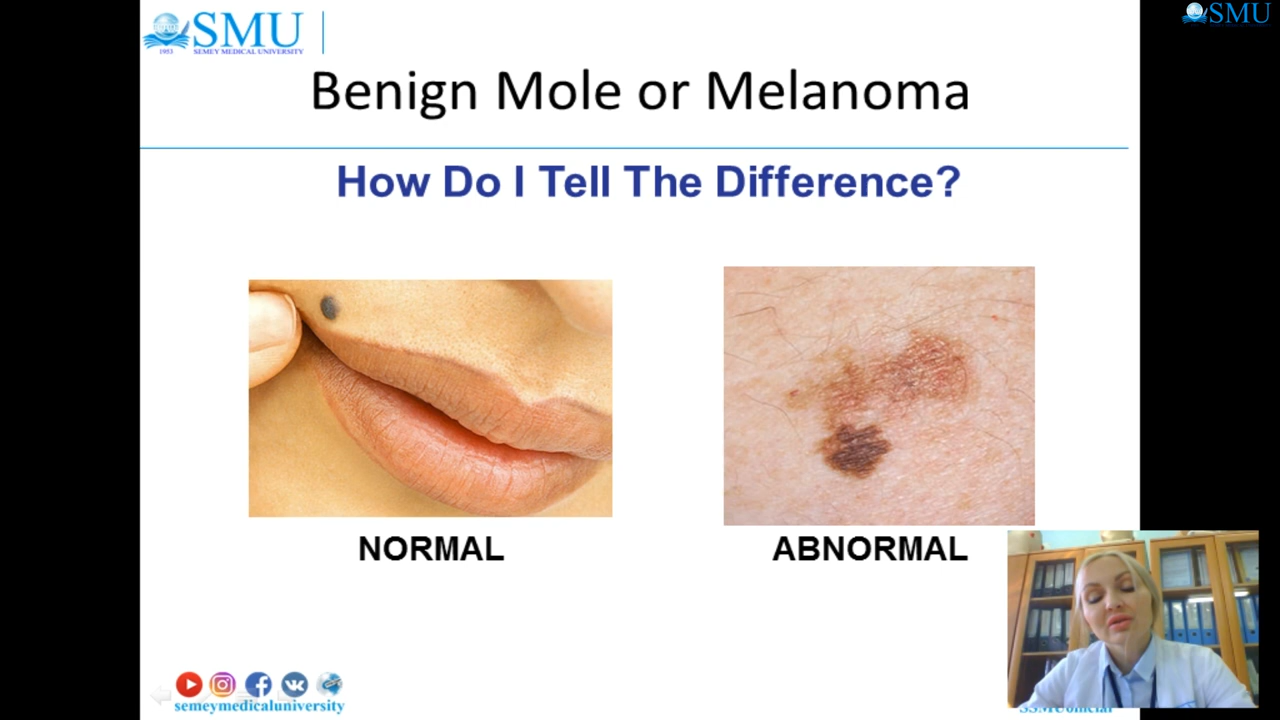 SMU
SEMEY MEDICAL UNIVERSITY
1953
SMU
Benign Mole or Melanoma
How Do I Tell The Difference?
NORMAL
ABNORMAL
semeymedicaluniversity